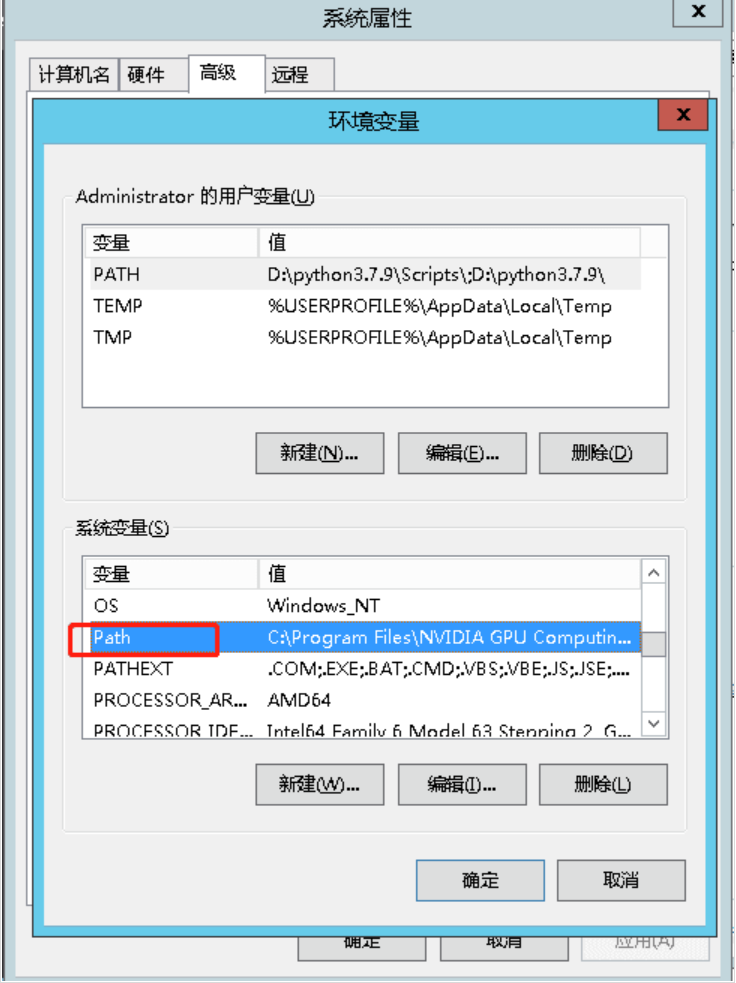 系统属性
x
计算机名 硬件 高级 远程
环境变量 x
Administrator 的用户变量(U)
变量 值
PATH D:\python3.7.9\Scripts\;D:\python3.7.9\
TEMP %USERPROFILE%\AppData\Local\Temp
TMP %USERPROFILE%\AppData\Local\Temp
新建(N)... 编辑(E)... 删除(D)
系统变量(S)
变量 值
OS Windows_NT
Path C:\Program Files\NVIDIA GPU Computin...
PATHEXT .COM;.EXE;.BAT;.CMD;.VBS;.VBE;.JS;.JSE;....
PROCESSOR_AR... AMD64
PROCESSOR_IDE... Intel64 Family 6 Model 63 Stepping 2, G...
新建(W)... 编辑(I)... 删除(L)
确定 取消
确定 取消 应用(A)